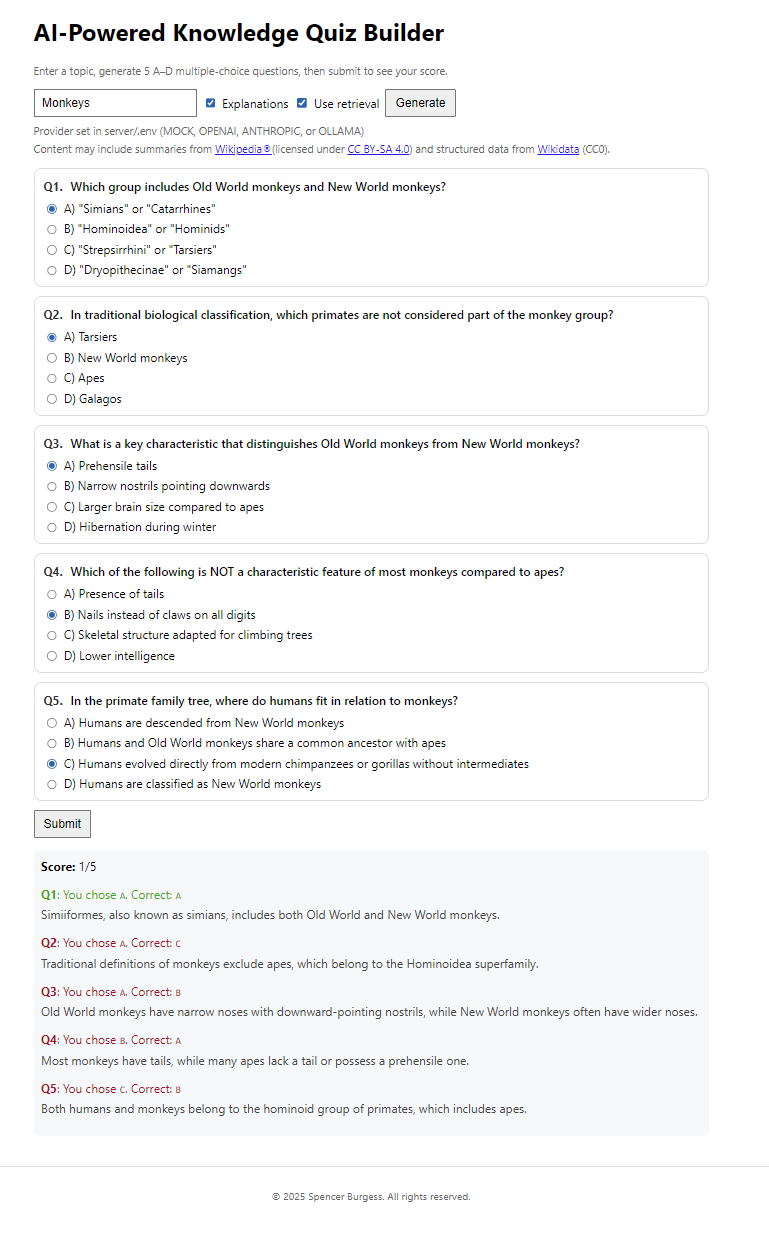 AI-Powered Knowledge Quiz Builder
Enter a topic, generate 5 A–D multiple-choice questions, then submit to see your score.
Monkeys Explanations Use retrieval Generate
Provider set in server/.env (MOCK, OPENAI, ANTHROPIC, or OLLAMA)
Content may include summaries from Wikipedia® (licensed under CC BY-SA 4.0) and structured data from Wikidata (CC0).
Q1. Which group includes Old World monkeys and New World monkeys?
A) "Simians" or "Catarrhines"
B) "Hominoidea" or "Hominids"
C) "Strepsirrhini" or "Tarsiers"
D) "Dryopithecinae" or "Siamangs"
Q2. In traditional biological classification, which primates are not considered part of the monkey group?
A) Tarsiers
B) New World monkeys
C) Apes
D) Galagos
Q3. What is a key characteristic that distinguishes Old World monkeys from New World monkeys?
A) Prehensile tails
B) Narrow nostrils pointing downwards
C) Larger brain size compared to apes
D) Hibernation during winter
Q4. Which of the following is NOT a characteristic feature of most monkeys compared to apes?
A) Presence of tails
B) Nails instead of claws on all digits
C) Skeletal structure adapted for climbing trees
D) Lower intelligence
Q5. In the primate family tree, where do humans fit in relation to monkeys?
A) Humans are descended from New World monkeys
B) Humans and Old World monkeys share a common ancestor with apes
C) Humans evolved directly from modern chimpanzees or gorillas without intermediates
D) Humans are classified as New World monkeys
Submit
Score: 1/5
Q1: You chose A. Correct: A
Simiiformes, also known as simians, includes both Old World and New World monkeys.
Q2: You chose A. Correct: C
Traditional definitions of monkeys exclude apes, which belong to the Hominoidea superfamily.
Q3: You chose A. Correct: B
Old World monkeys have narrow noses with downward-pointing nostrils, while New World monkeys often have wider noses.
Q4: You chose B. Correct: A
Most monkeys have tails, while many apes lack a tail or possess a prehensile one.
Q5: You chose C. Correct: B
Both humans and monkeys belong to the hominoid group of primates, which includes apes.
© 2025 Spencer Burgess. All rights reserved.